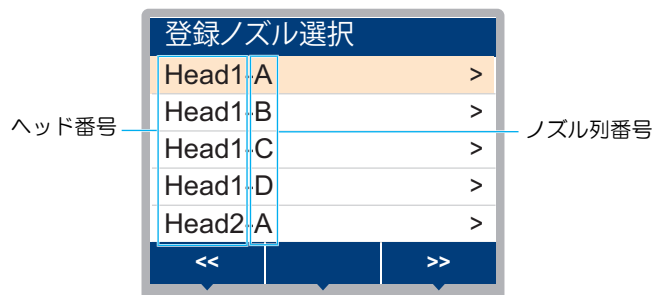 登録ノズル選択
Head1-A >
Head1-B >
ヘッド番号
ノズル列番号
Head1-C >
Head1-D >
Head2-A >
<< >>